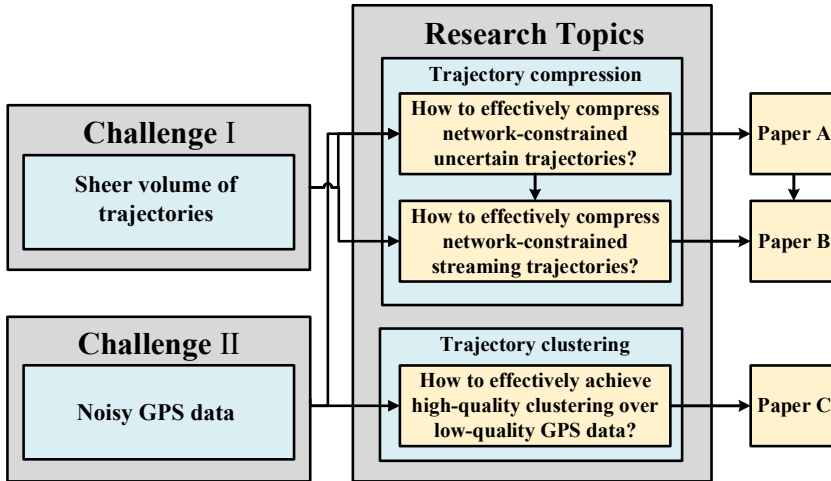 Research Topics
Challenge I
Sheer volume of
trajectories
Challenge II
Noisy GPS data
Trajectory compression
How to effectively compress
network-constrained
uncertain trajectories?
How to effectively compress
network-constrained
streaming trajectories?
Trajectory clustering
How to effectively achieve
high-quality clustering over
low-quality GPS data?
Paper A
Paper B
Paper C